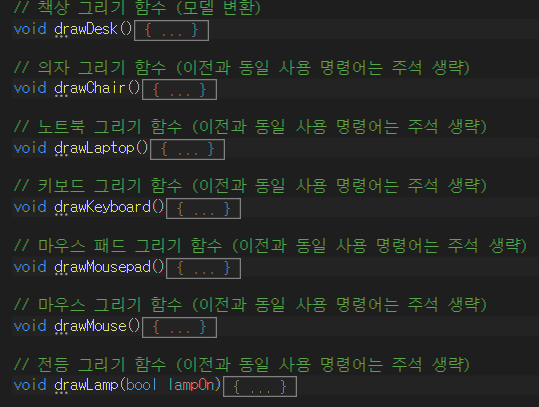 // 책상 그리기 함수 (모델 변환)
void drawDesk() { ... }
// 의자 그리기 함수 (이전과 동일 사용 명령어는 주석 생략)
void drawChair() { ... }
// 노트북 그리기 함수 (이전과 동일 사용 명령어는 주석 생략)
void drawLaptop() { ... }
// 키보드 그리기 함수 (이전과 동일 사용 명령어는 주석 생략)
void drawKeyboard() { ... }
// 마우스 패드 그리기 함수 (이전과 동일 사용 명령어는 주석 생략)
void drawMousepad() { ... }
// 마우스 그리기 함수 (이전과 동일 사용 명령어는 주석 생략)
void drawMouse() { ... }
// 전등 그리기 함수 (이전과 동일 사용 명령어는 주석 생략)
void drawLamp(bool lampOn) { ... }